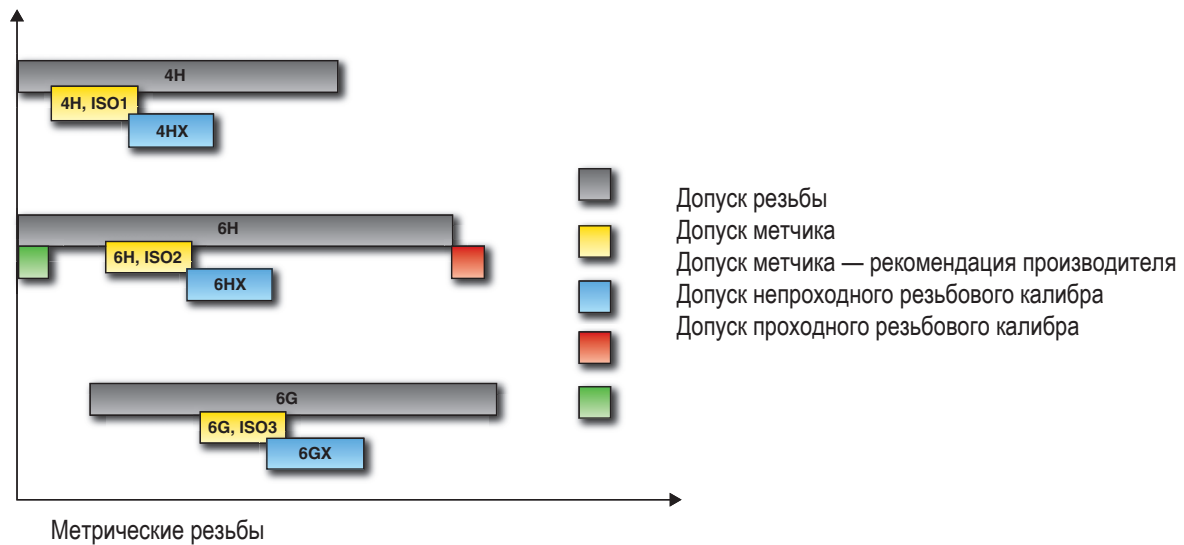 4H
4H, ISO1
4HX
6H
6H, ISO2
6HX
6G
6G, ISO3
6GX
Допуск резьбы
Допуск метчика
Допуск метчика — рекомендация производителя
Допуск непроходного резьбового калибра
Допуск проходного резьбового калибра
Метрические резьбы